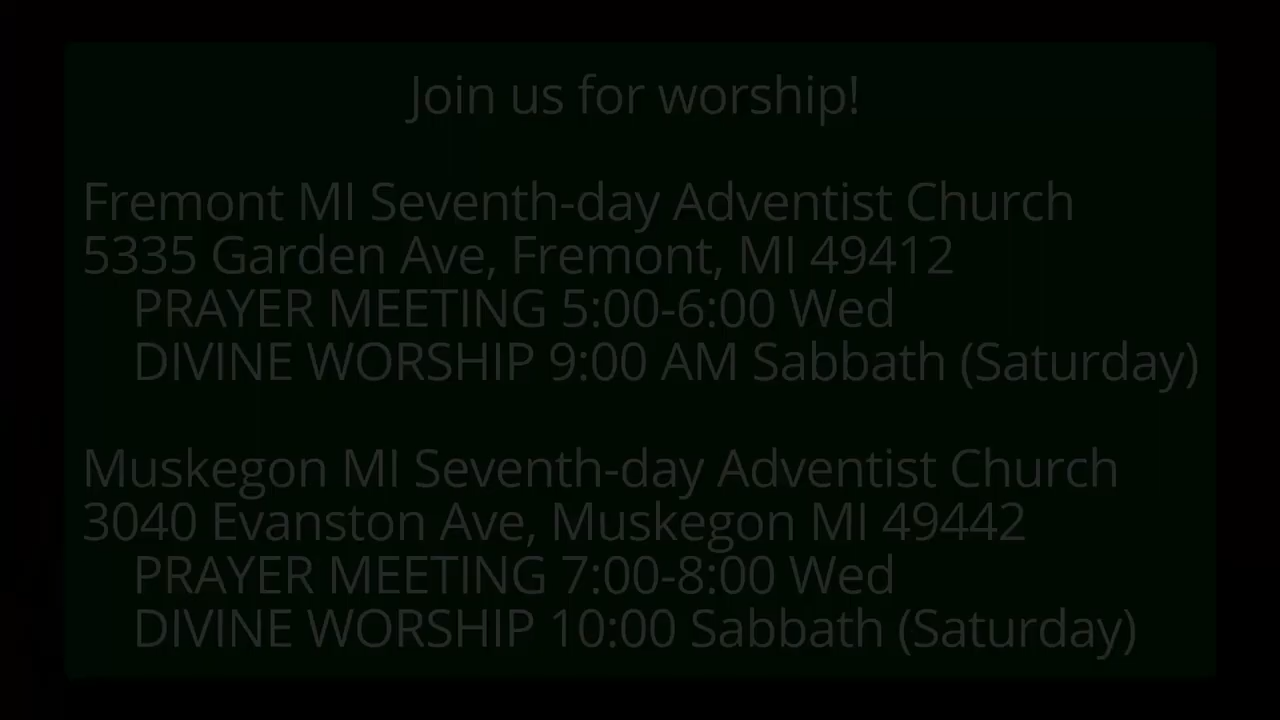 Join us for worship!
Fremont MI Seventh-day Adventist Church
5335 Garden Ave, Fremont, MI 49412
PRAYER MEETING 5:00-6:00 Wed
DIVINE WORSHIP 9:00 AM Sabbath (Saturday)
Muskegon MI Seventh-day Adventist Church
3040 Evanston Ave, Muskegon MI 49442
PRAYER MEETING 7:00-8:00 Wed
DIVINE WORSHIP 10:00 Sabbath (Saturday)